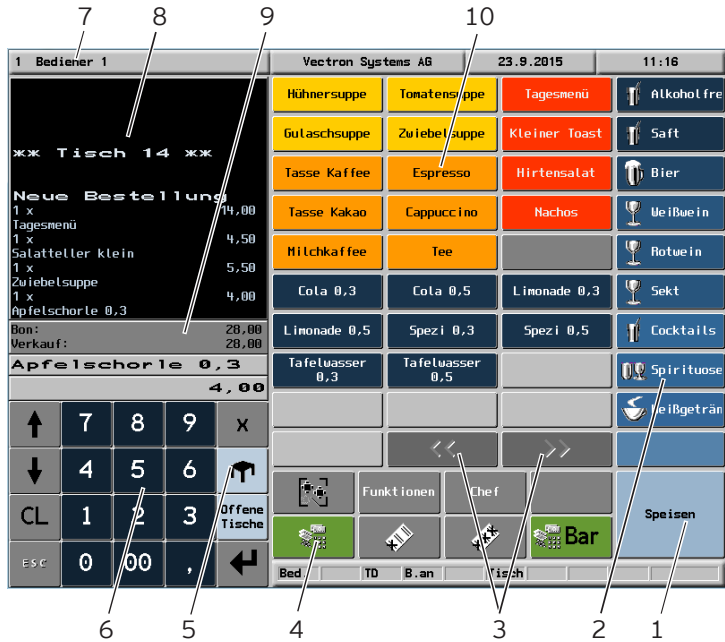 7 8 9 10
1 Bediener 1
Vectron Systems AG 23.9.2015 11:16
** Tisch 14 **
Neue Bestellung
1 x 14,00
Tagesmenü
1 x 4,50
Salatteller klein
1 x 5,50
Zwiebelsuppe
1 x 4,00
Apfelschorle 0,3
Bon: 28,00
Verkauf: 28,00
Apfelschorle 0,3
4,00
7 8 9 X
4 5 6
CL 1 2 3 Offene Tische
ESC 0 00 ,
Hühnersuppe Tomatensuppe Tagesmenü Alkoholfre
Gulaschsuppe Zwiebelsuppe Kleiner Toast Saft
Tasse Kaffee Espresso Hirtensalat Bier
Tasse Kakao Cappuccino Nachos Weißwein
Milchkaffee Tee Rotwein
Cola 0,3 Cola 0,5 Limonade 0,3 Sekt
Limonade 0,5 Spezi 0,3 Spezi 0,5 Cocktails
Tafelwasser 0,3 Tafelwasser 0,5 Spirituose
Heißgeträn
<< >>
Funktionen Chef
Speisen
Bar
Bed. TD B.an Tisch
6 5 4 3 2 1